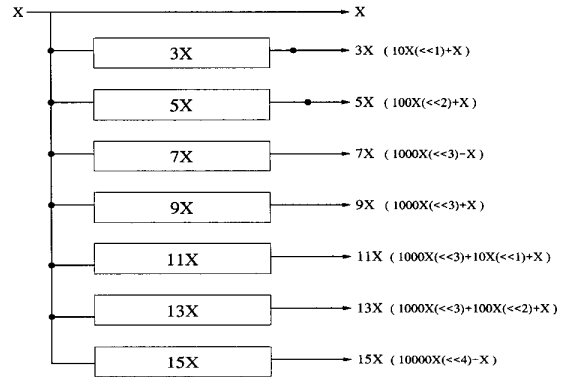 X X
3X 3X ( 10X(<<1)+X )
5X 5X ( 100X(<<2)+X )
7X 7X ( 1000X(<<3)-X )
9X 9X ( 1000X(<<3)+X )
11X 11X ( 1000X(<<3)+10X(<<1)+X )
13X 13X ( 1000X(<<3)+100X(<<2)+X )
15X 15X ( 10000X(<<4)-X )